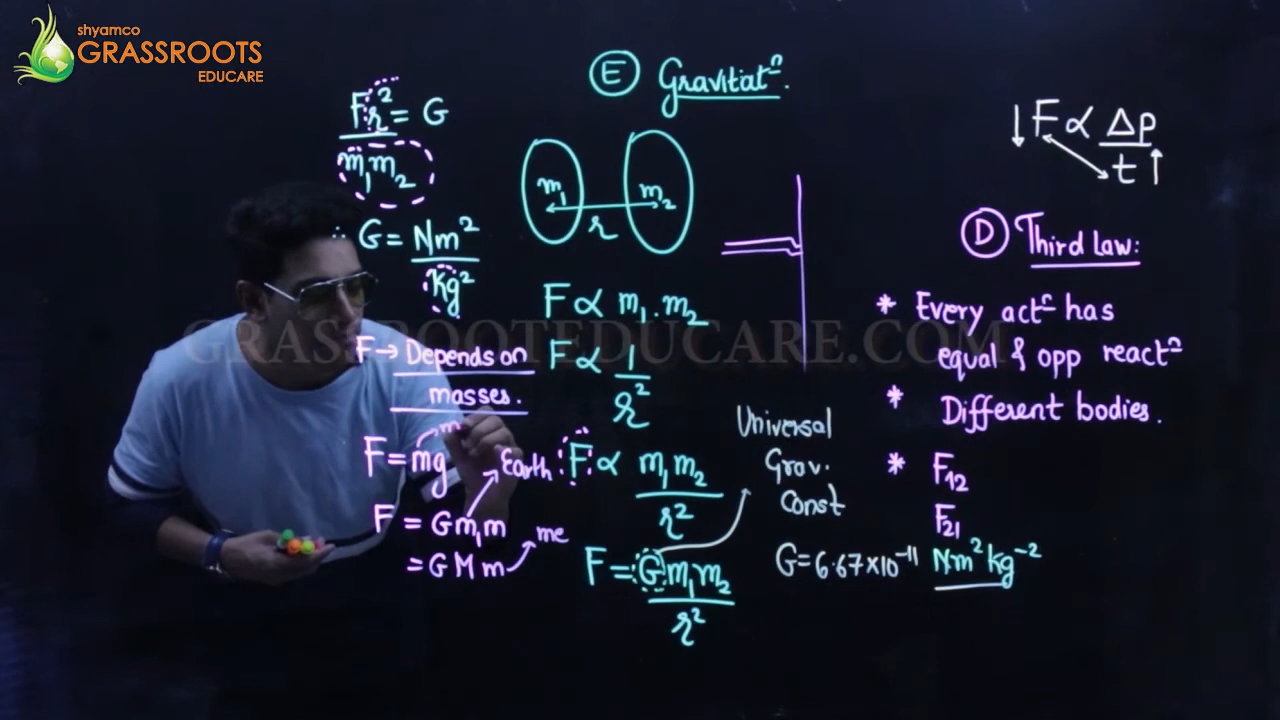 shyamco
GRASSROOTS
EDUCARE
Ⓔ Gravitatⁿ.
Fr² = G
m₁m₂
∴ G = Nm²
kg²
m₁ m₂
r
F ∝ m₁.m₂
F ∝ 1
r²
F ∝ m₁m₂
r²
F = Gm₁m₂
r²
F → Depends on
masses.
F = mg
Earth
F = Gm₁m
me
= GMm
Universal
Grav.
Const
G = 6.67×10⁻¹¹ Nm²kg⁻²
↓F ∝ Δp
t↑
Ⓓ Third Law:
* Every actⁿ has
equal & opp reactⁿ
* Different bodies.
* F₁₂
F₂₁
GRASSROOTEDUCARE.COM